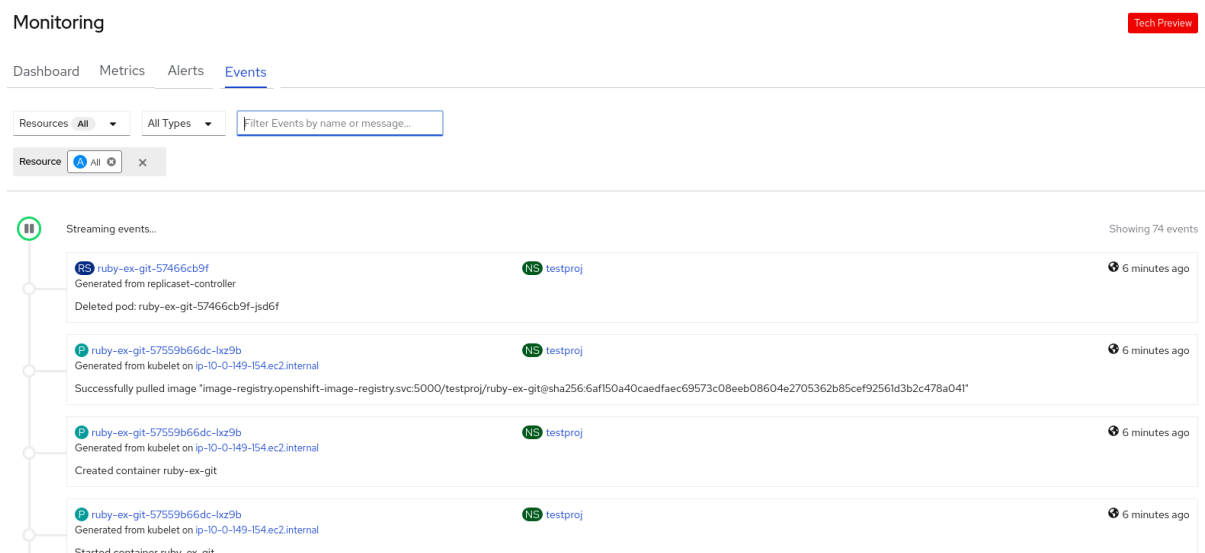 Monitoring
Tech Preview
Dashboard Metrics Alerts Events
Resources All All Types Filter Events by name or message...
Resource A All
Streaming events... Showing 74 events
RS ruby-ex-git-57466cb9f NS testproj 6 minutes ago
Generated from replicaset-controller
Deleted pod: ruby-ex-git-57466cb9f-jsd6f
P ruby-ex-git-57559b66dc-lxz9b NS testproj 6 minutes ago
Generated from kubelet on ip-10-0-149-154.ec2.internal
Successfully pulled image "image-registry.openshift-image-registry.svc:5000/testproj/ruby-ex-git@sha256:6af150a40caedfaec69573c08eeb08604e2705362b85cef92561d3b2c478a041"
P ruby-ex-git-57559b66dc-lxz9b NS testproj 6 minutes ago
Generated from kubelet on ip-10-0-149-154.ec2.internal
Created container ruby-ex-git
P ruby-ex-git-57559b66dc-lxz9b NS testproj 6 minutes ago
Generated from kubelet on ip-10-0-149-154.ec2.internal
Started container ruby-ex-git